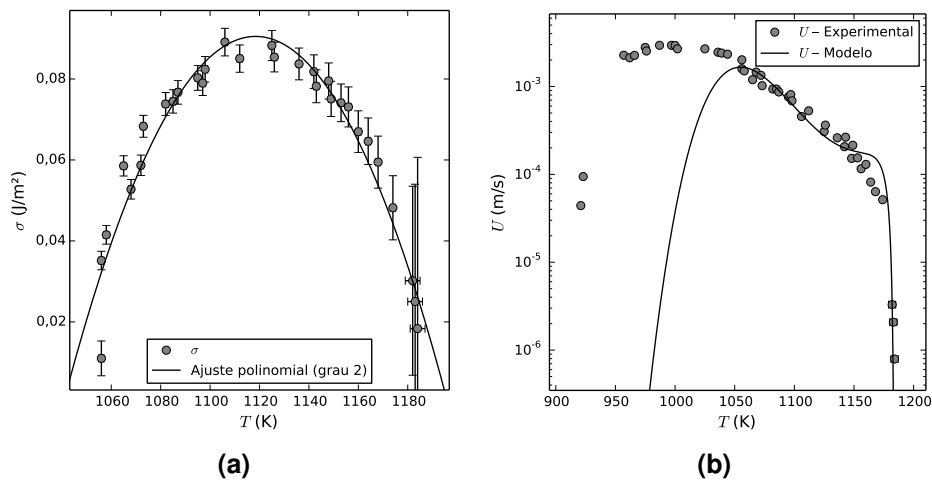 0,08
0,06
0,04
0,02
σ (J/m²)
σ
Ajuste polinomial (grau 2)
1060 1080 1100 1120 1140 1160 1180
T (K)
(a)
10⁻³
10⁻⁴
10⁻⁵
10⁻⁶
U (m/s)
U − Experimental
U − Modelo
900 950 1000 1050 1100 1150 1200
T (K)
(b)